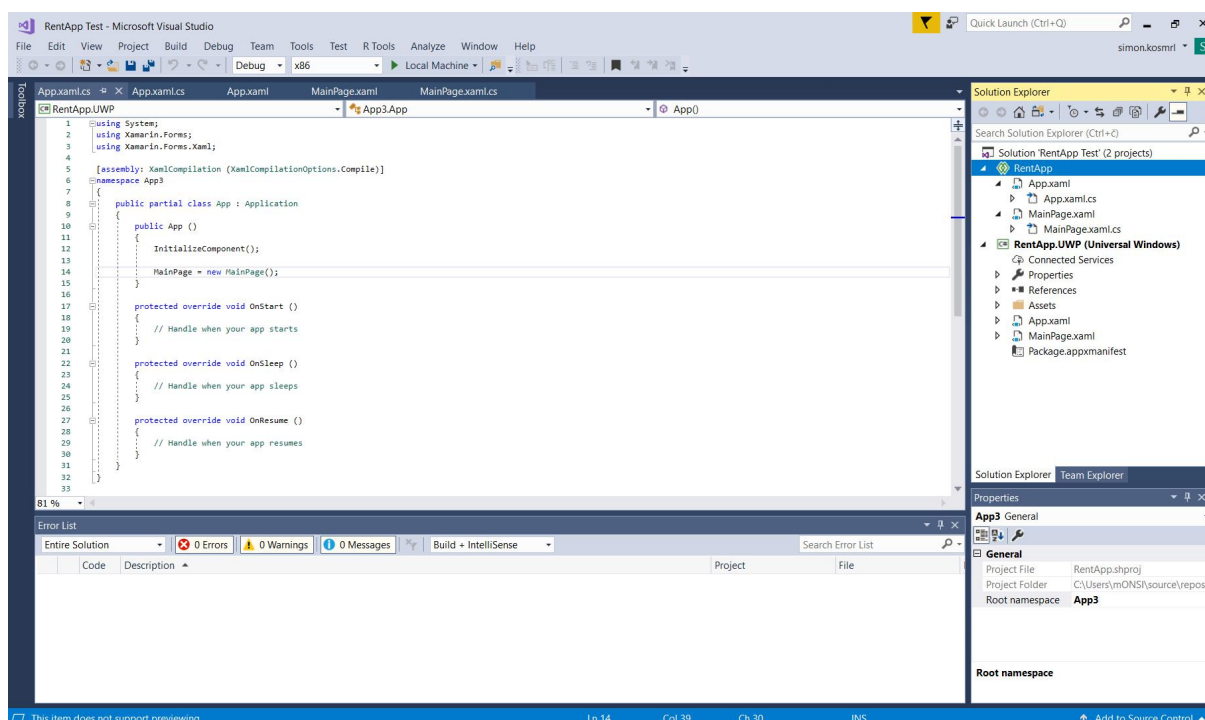 RentApp Test - Microsoft Visual Studio
Quick Launch (Ctrl+Q)
File Edit View Project Build Debug Team Tools Test R Tools Analyze Window Help
simon.kosmrl
Debug x86 Local Machine
Toolbox
App.xaml.cs App.xaml.cs App.xaml MainPage.xaml MainPage.xaml.cs
RentApp.UWP App3.App App()
1 using System;
2 using Xamarin.Forms;
3 using Xamarin.Forms.Xaml;
4
5 [assembly: XamlCompilation (XamlCompilationOptions.Compile)]
6 namespace App3
7 {
8 public partial class App : Application
9 {
10 public App ()
11 {
12 InitializeComponent();
13
14 MainPage = new MainPage();
15 }
16
17 protected override void OnStart ()
18 {
19 // Handle when your app starts
20 }
21
22 protected override void OnSleep ()
23 {
24 // Handle when your app sleeps
25 }
26
27 protected override void OnResume ()
28 {
29 // Handle when your app resumes
30 }
31 }
32 }
33
81 %
Error List
Entire Solution 0 Errors 0 Warnings 0 Messages Build + IntelliSense Search Error List
Code Description Project File
Solution Explorer
Search Solution Explorer (Ctrl+č)
Solution 'RentApp Test' (2 projects)
RentApp
App.xaml
App.xaml.cs
MainPage.xaml
MainPage.xaml.cs
RentApp.UWP (Universal Windows)
Connected Services
Properties
References
Assets
App.xaml
MainPage.xaml
Package.appxmanifest
Solution Explorer Team Explorer
Properties
App3 General
General
Project File RentApp.shproj
Project Folder C:\Users\mONSI\source\repos
Root namespace App3
Root namespace
This item does not support previewing Ln 14 Col 39 Ch 30 INS Add to Source Control